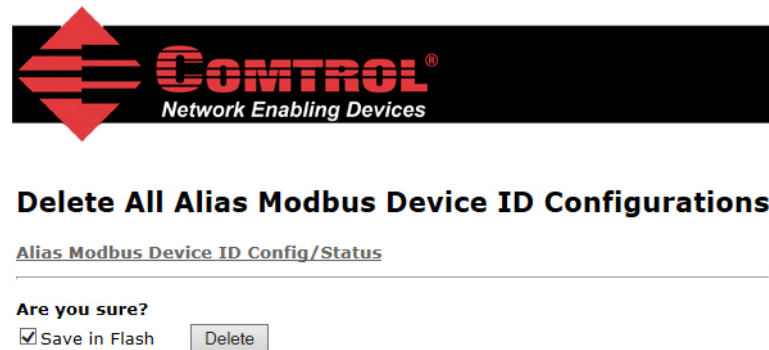 COMTROL®
Network Enabling Devices
Delete All Alias Modbus Device ID Configurations
Alias Modbus Device ID Config/Status
Are you sure?
Save in Flash Delete